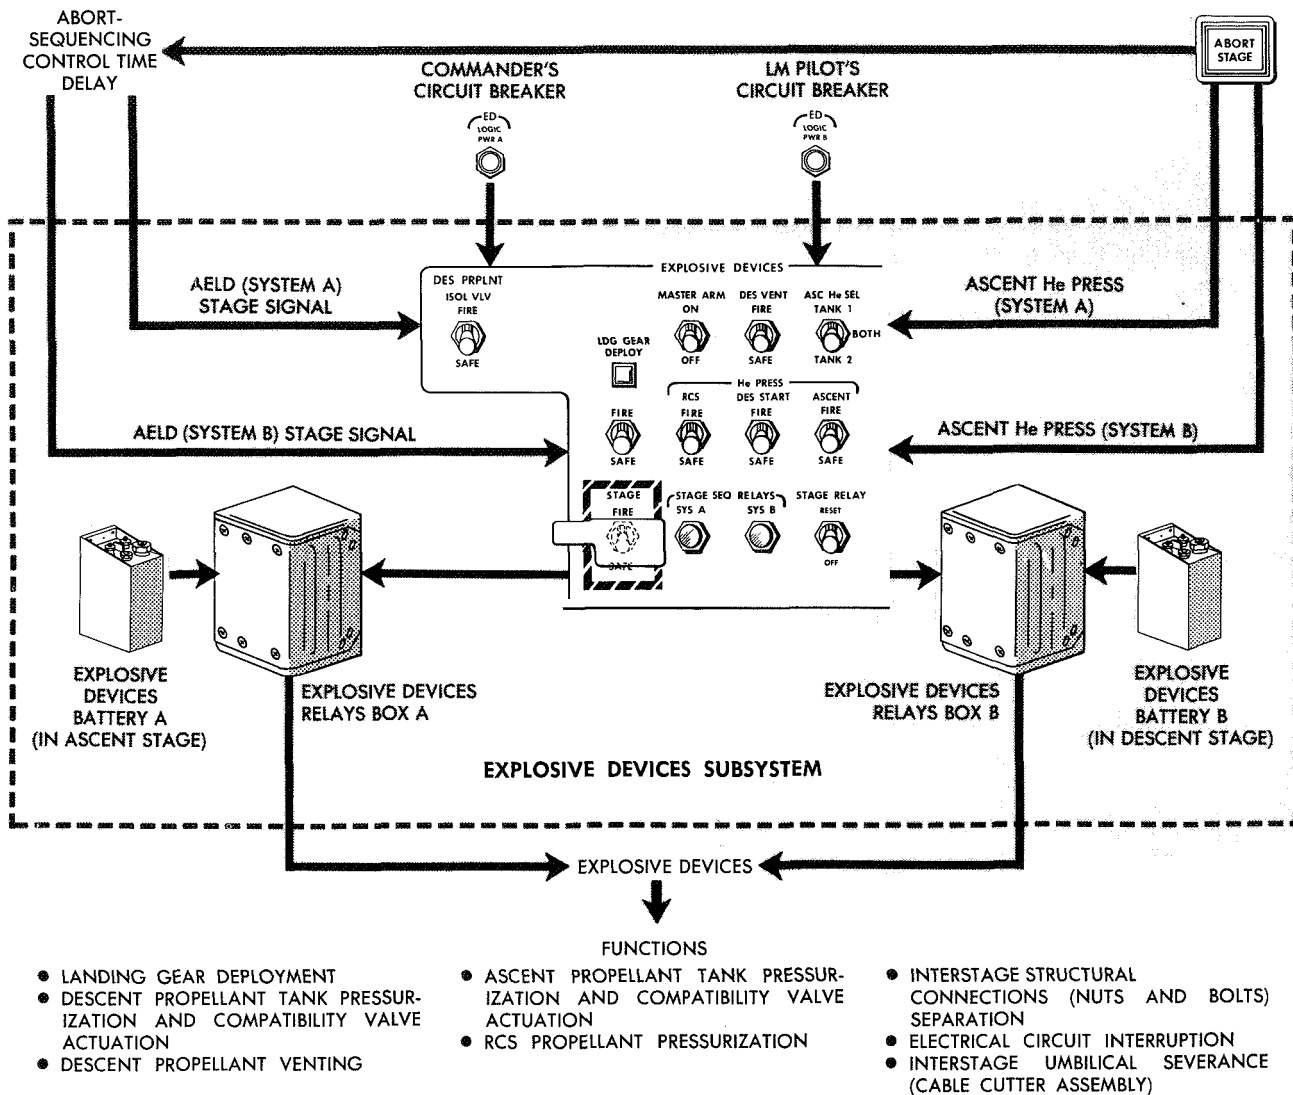 ABORT-
SEQUENCING
CONTROL TIME
DELAY
COMMANDER'S
CIRCUIT BREAKER
ED
LOGIC
PWR A
LM PILOT'S
CIRCUIT BREAKER
ED
LOGIC
PWR B
ABORT
STAGE
AELD (SYSTEM A)
STAGE SIGNAL
AELD (SYSTEM B) STAGE SIGNAL
ASCENT He PRESS
(SYSTEM A)
ASCENT He PRESS (SYSTEM B)
EXPLOSIVE DEVICES
DES PRPLNT
ISOL VLV
FIRE
SAFE
MASTER ARM
ON
OFF
DES VENT
FIRE
SAFE
ASC He SEL
TANK 1
BOTH
TANK 2
LDG GEAR
DEPLOY
FIRE
SAFE
He PRESS
RCS
FIRE
SAFE
DES START
FIRE
SAFE
ASCENT
FIRE
SAFE
STAGE
FIRE
SAFE
STAGE SEQ RELAYS
SYS A
SYS B
STAGE RELAY
RESET
OFF
EXPLOSIVE
DEVICES
BATTERY A
(IN ASCENT STAGE)
EXPLOSIVE DEVICES
RELAYS BOX A
EXPLOSIVE DEVICES
RELAYS BOX B
EXPLOSIVE
DEVICES
BATTERY B
(IN DESCENT STAGE)
EXPLOSIVE DEVICES SUBSYSTEM
EXPLOSIVE DEVICES
FUNCTIONS
● LANDING GEAR DEPLOYMENT
● DESCENT PROPELLANT TANK PRESSUR-
IZATION AND COMPATIBILITY VALVE
ACTUATION
● DESCENT PROPELLANT VENTING
● ASCENT PROPELLANT TANK PRESSUR-
IZATION AND COMPATIBILITY VALVE
ACTUATION
● RCS PROPELLANT PRESSURIZATION
● INTERSTAGE STRUCTURAL
CONNECTIONS (NUTS AND BOLTS)
SEPARATION
● ELECTRICAL CIRCUIT INTERRUPTION
● INTERSTAGE UMBILICAL SEVERANCE
(CABLE CUTTER ASSEMBLY)